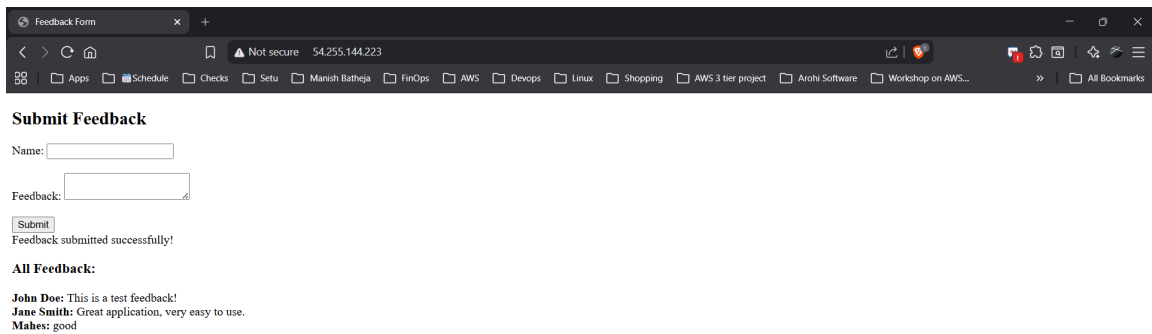 Feedback Form
Not secure 54.255.144.223
Apps Schedule Checks Setu Manish Batheja FinOps AWS Devops Linux Shopping AWS 3 tier project Arohi Software Workshop on AWS... » All Bookmarks
Submit Feedback
Name:
Feedback:
Submit
Feedback submitted successfully!
All Feedback:
John Doe: This is a test feedback!
Jane Smith: Great application, very easy to use.
Mahes: good